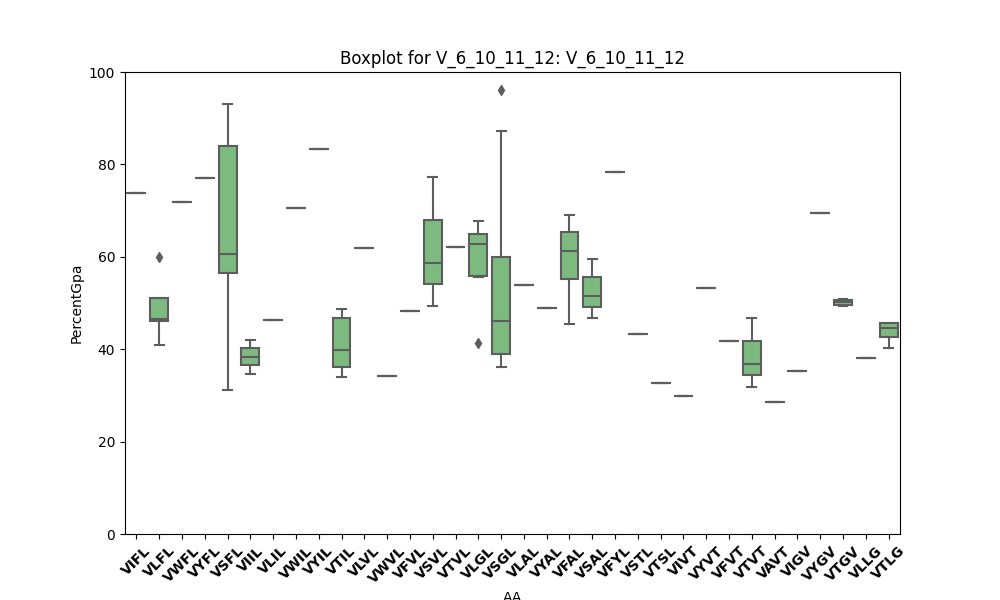 Boxplot for V_6_10_11_12: V_6_10_11_12
PercentGpa
100
80
60
40
20
0
VIFL VLFL VWFL VYFL VSFL VIIL VLIL VWIL VYIL VTIL VLVL VWVL VFVL VSVL VTVL VLGL VSGL VLAL VYAL VFAL VSAL VFYL VSTL VTSL VIVT VYVT VFVT VTVT VAVT VIGV VYGV VTGV VLLG VTLG
AA